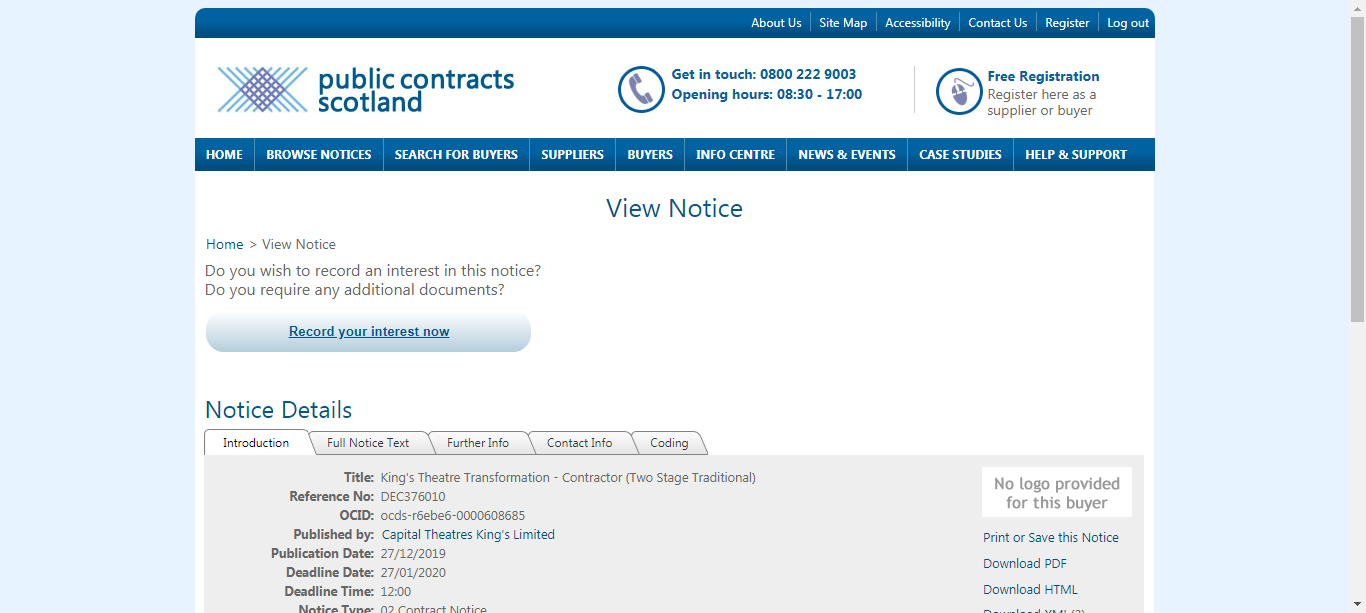 About Us Site Map Accessibility Contact Us Register Log out
public contracts
scotland
Get in touch: 0800 222 9003
Opening hours: 08:30 - 17:00
Free Registration
Register here as a
supplier or buyer
HOME BROWSE NOTICES SEARCH FOR BUYERS SUPPLIERS BUYERS INFO CENTRE NEWS & EVENTS CASE STUDIES HELP & SUPPORT
View Notice
Home > View Notice
Do you wish to record an interest in this notice?
Do you require any additional documents?
Record your interest now
Notice Details
Introduction Full Notice Text Further Info Contact Info Coding
Title: King's Theatre Transformation - Contractor (Two Stage Traditional)
Reference No: DEC376010
OCID: ocds-r6ebe6-0000608685
Published by: Capital Theatres King's Limited
Publication Date: 27/12/2019
Deadline Date: 27/01/2020
Deadline Time: 12:00
Notice Type: 02 Contract Notice
No logo provided
for this buyer
Print or Save this Notice
Download PDF
Download HTML
Download XML(2)